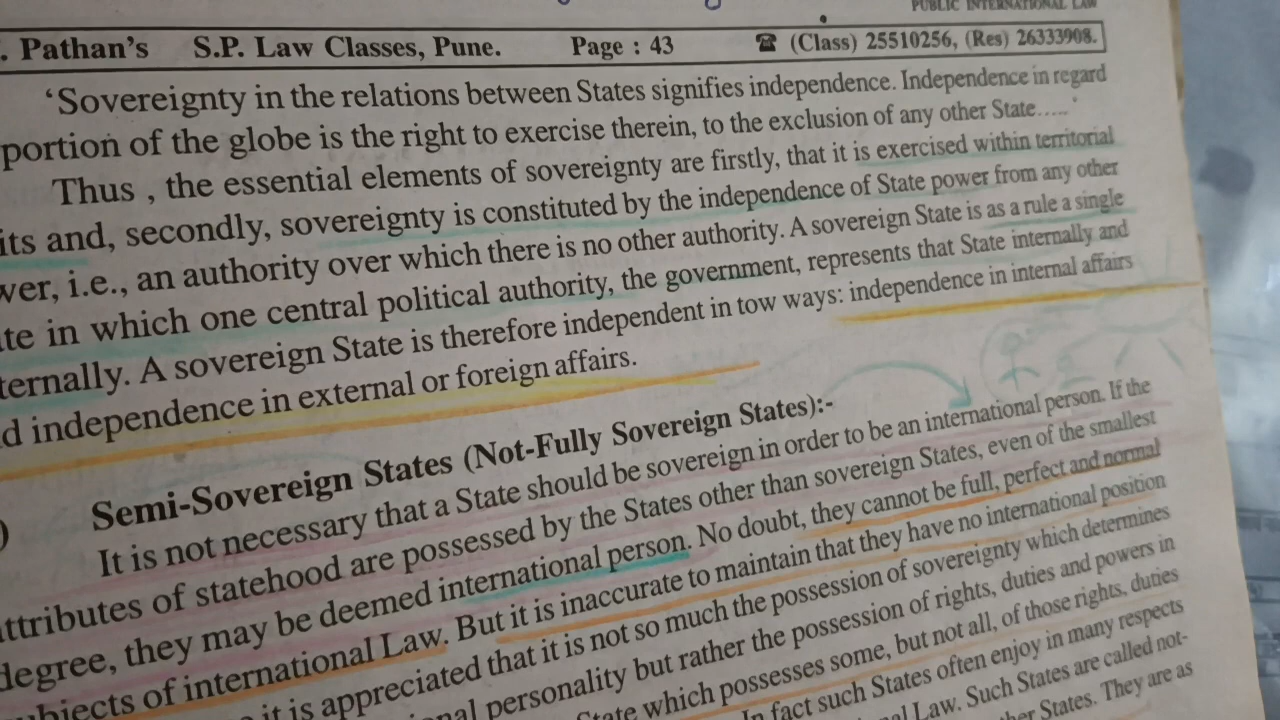 PUBLIC INTERNATIONAL LAW
. Pathan's S.P. Law Classes, Pune. Page : 43 ☎ (Class) 25510256, (Res) 26333908.
'Sovereignty in the relations between States signifies independence. Independence in regard
portion of the globe is the right to exercise therein, to the exclusion of any other State.....
Thus , the essential elements of sovereignty are firstly, that it is exercised within territorial
its and, secondly, sovereignty is constituted by the independence of State power from any other
wer, i.e., an authority over which there is no other authority. A sovereign State is as a rule a single
te in which one central political authority, the government, represents that State internally and
ternally. A sovereign State is therefore independent in tow ways: independence in internal affairs
d independence in external or foreign affairs.
) Semi-Sovereign States (Not-Fully Sovereign States):-
It is not necessary that a State should be sovereign in order to be an international person. If the
ttributes of statehood are possessed by the States other than sovereign States, even of the smallest
degree, they may be deemed international person. No doubt, they cannot be full, perfect and normal
ubjects of international Law. But it is inaccurate to maintain that they have no international position
it is appreciated that it is not so much the possession of sovereignty which determines
nal personality but rather the possession of rights, duties and powers in
State which possesses some, but not all, of those rights, duties
In fact such States often enjoy in many respects
nal Law. Such States are called not-
her States. They are as